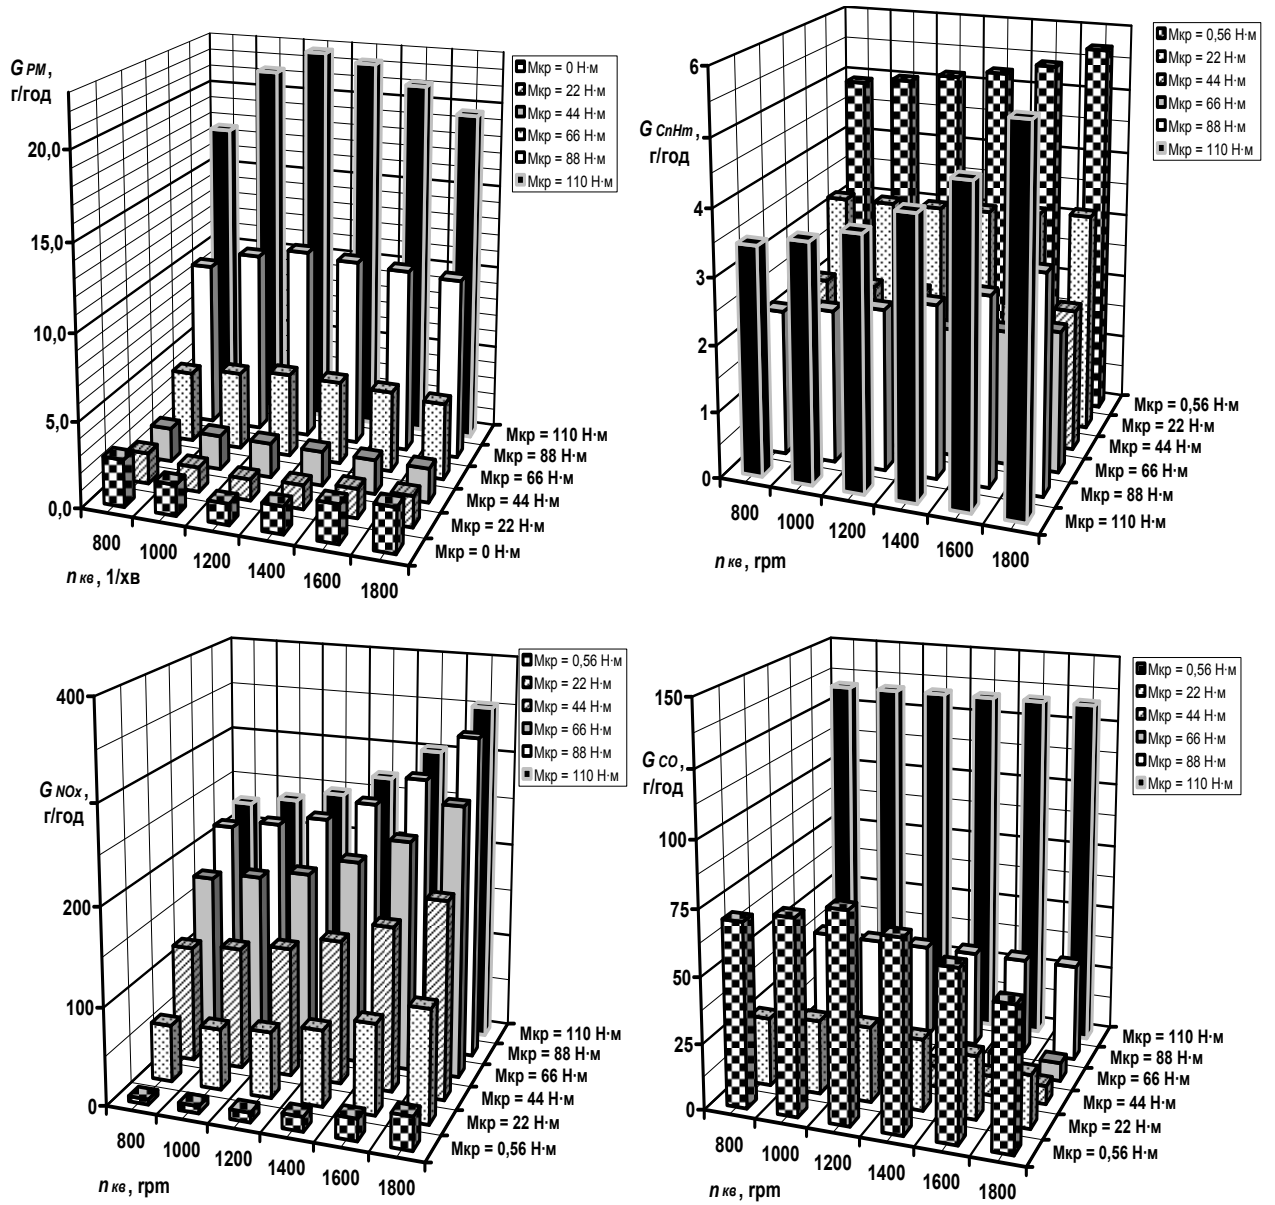 G PM,
г/год
20,0
15,0
10,0
5,0
0,0
800
1000
1200
1400
1600
1800
n кв, 1/хв
Мкр = 110 Н·м
Мкр = 88 Н·м
Мкр = 66 Н·м
Мкр = 44 Н·м
Мкр = 22 Н·м
Мкр = 0 Н·м
Мкр = 0 Н·м
Мкр = 22 Н·м
Мкр = 44 Н·м
Мкр = 66 Н·м
Мкр = 88 Н·м
Мкр = 110 Н·м
G CnHm,
г/год
6
4
3
2
1
0
800
1000
1200
1400
1600
1800
n кв, rpm
Мкр = 0,56 Н·м
Мкр = 22 Н·м
Мкр = 44 Н·м
Мкр = 66 Н·м
Мкр = 88 Н·м
Мкр = 110 Н·м
Мкр = 0,56 Н·м
Мкр = 22 Н·м
Мкр = 44 Н·м
Мкр = 66 Н·м
Мкр = 88 Н·м
Мкр = 110 Н·м
G NOx,
г/год
400
200
100
0
800
1000
1200
1400
1600
1800
n кв, rpm
Мкр = 110 Н·м
Мкр = 88 Н·м
Мкр = 66 Н·м
Мкр = 44 Н·м
Мкр = 22 Н·м
Мкр = 0,56 Н·м
Мкр = 0,56 Н·м
Мкр = 22 Н·м
Мкр = 44 Н·м
Мкр = 66 Н·м
Мкр = 88 Н·м
Мкр = 110 Н·м
G CO,
г/год
150
100
75
50
25
0
800
1000
1200
1400
1600
1800
n кв, rpm
Мкр = 110 Н·м
Мкр = 88 Н·м
Мкр = 66 Н·м
Мкр = 44 Н·м
Мкр = 22 Н·м
Мкр = 0,56 Н·м
Мкр = 0,56 Н·м
Мкр = 22 Н·м
Мкр = 44 Н·м
Мкр = 66 Н·м
Мкр = 88 Н·м
Мкр = 110 Н·м